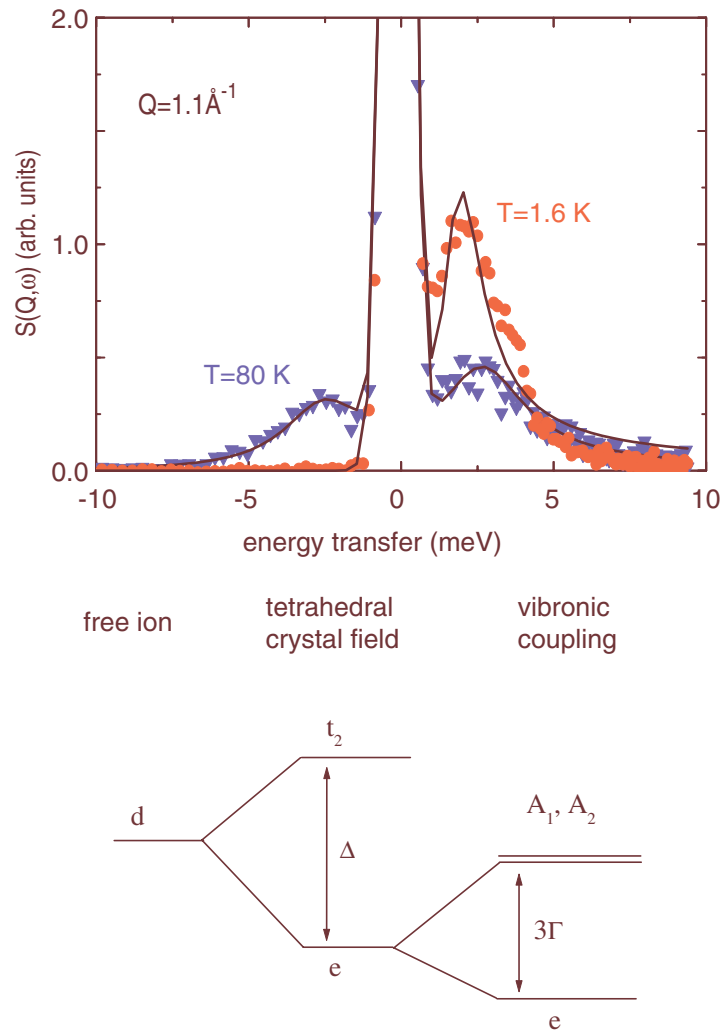 2.0
Q=1.1Å⁻¹
S(Q,ω) (arb. units)
T=1.6 K
1.0
T=80 K
0.0
-10 -5 0 5 10
energy transfer (meV)
free ion tetrahedral crystal field vibronic coupling
t₂
d
A₁, A₂
Δ
3Γ
e
e